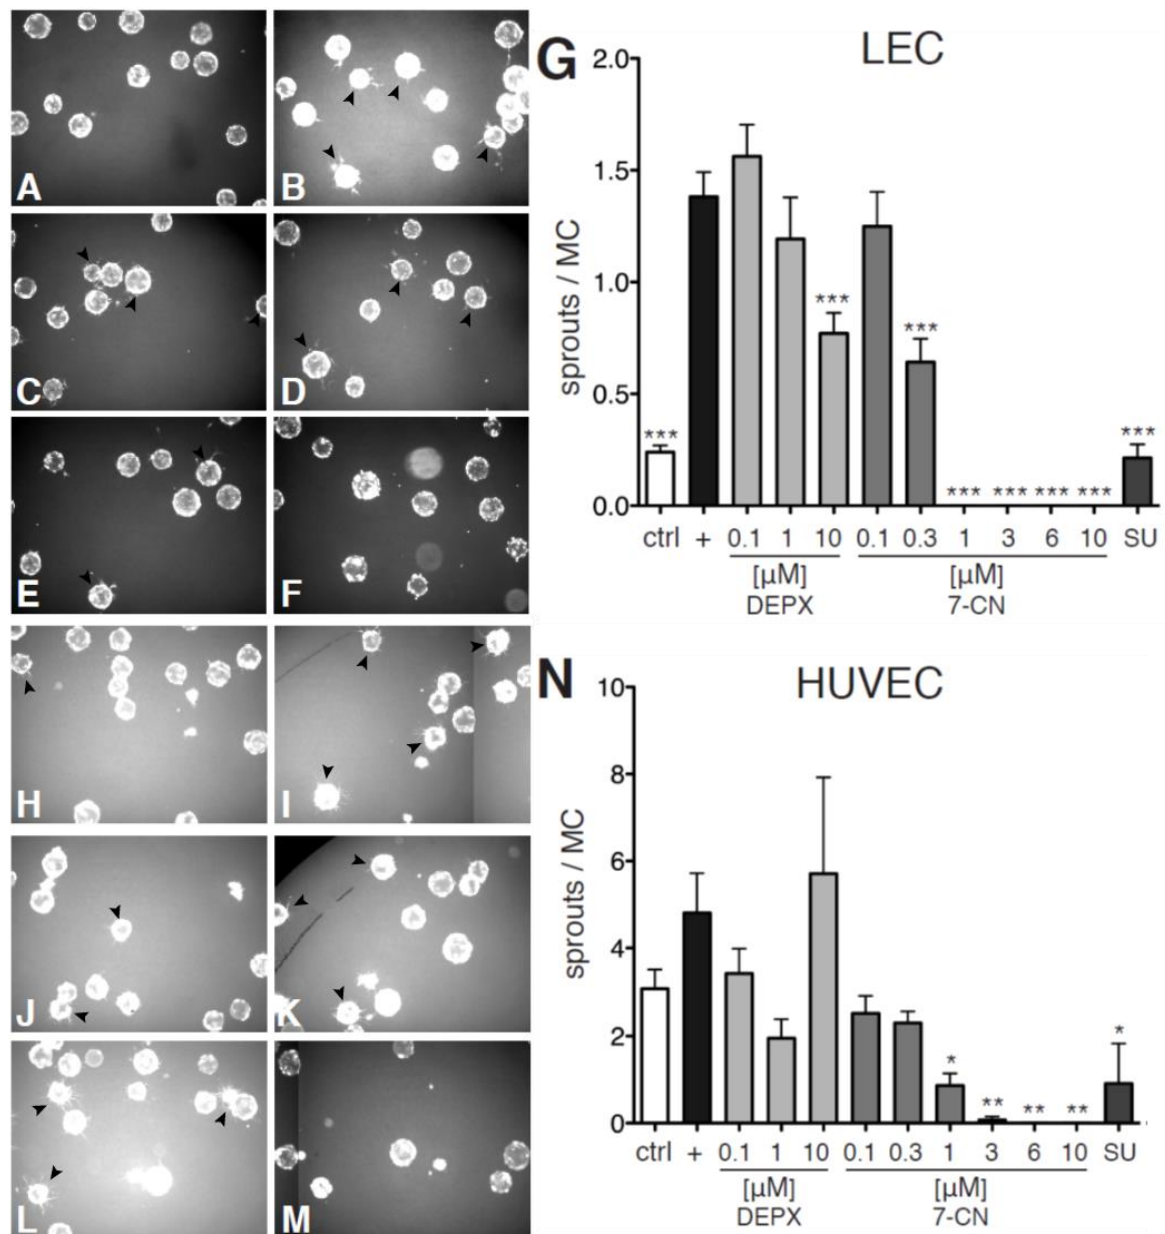 A
B
C
D
E
F
G
LEC
2.0
1.5
1.0
0.5
0.0
sprouts / MC
***
***
***
*** *** *** ***
***
ctrl + 0.1 1 10 0.1 0.3 1 3 6 10 SU
[µM] [µM]
DEPX 7-CN
H
I
J
K
L
M
N
HUVEC
10
8
6
4
2
0
sprouts / MC
*
**
**
**
*
ctrl + 0.1 1 10 0.1 0.3 1 3 6 10 SU
[µM] [µM]
DEPX 7-CN